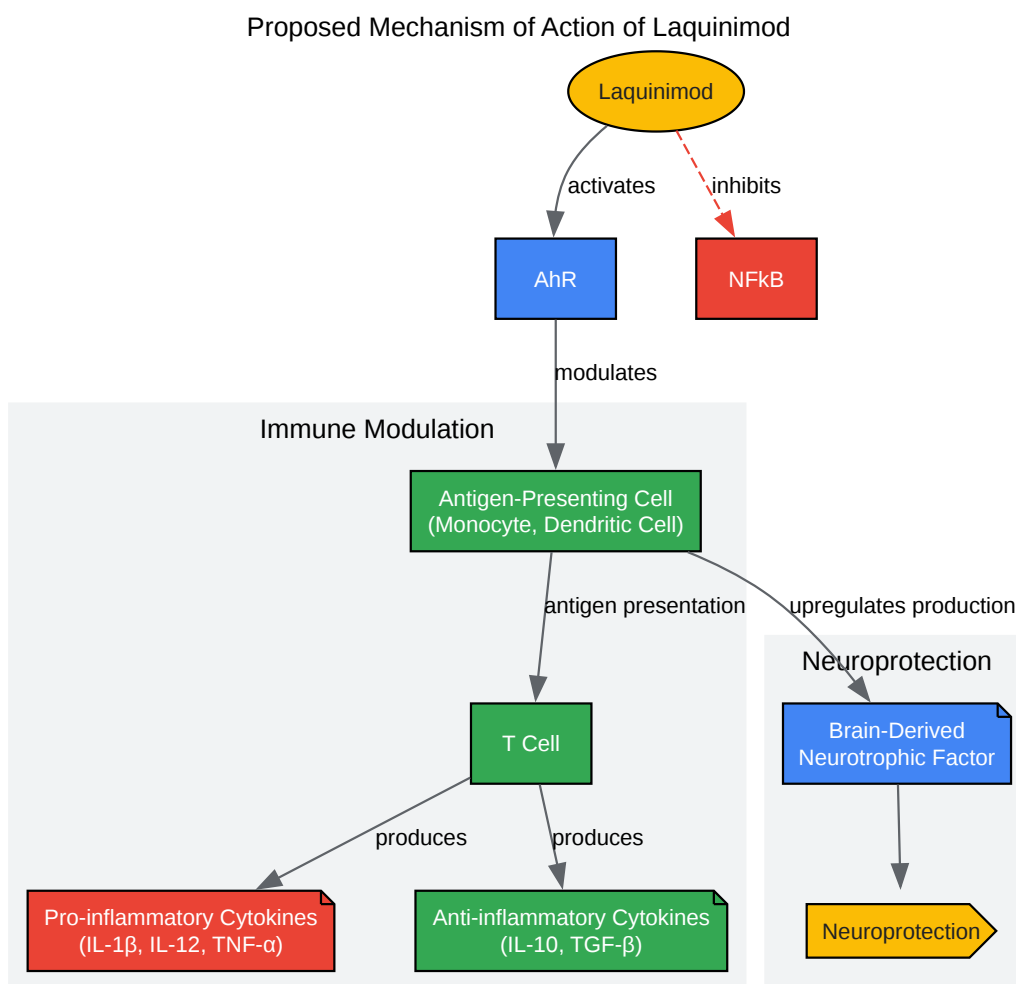 Proposed Mechanism of Action of Laquinimod
Laquinimod
activates
inhibits
AhR
NFkB
modulates
Immune Modulation
Antigen-Presenting Cell
(Monocyte, Dendritic Cell)
antigen presentation
upregulates production
Neuroprotection
T Cell
Brain-Derived
Neurotrophic Factor
produces
produces
Pro-inflammatory Cytokines
(IL-1β, IL-12, TNF-α)
Anti-inflammatory Cytokines
(IL-10, TGF-β)
Neuroprotection